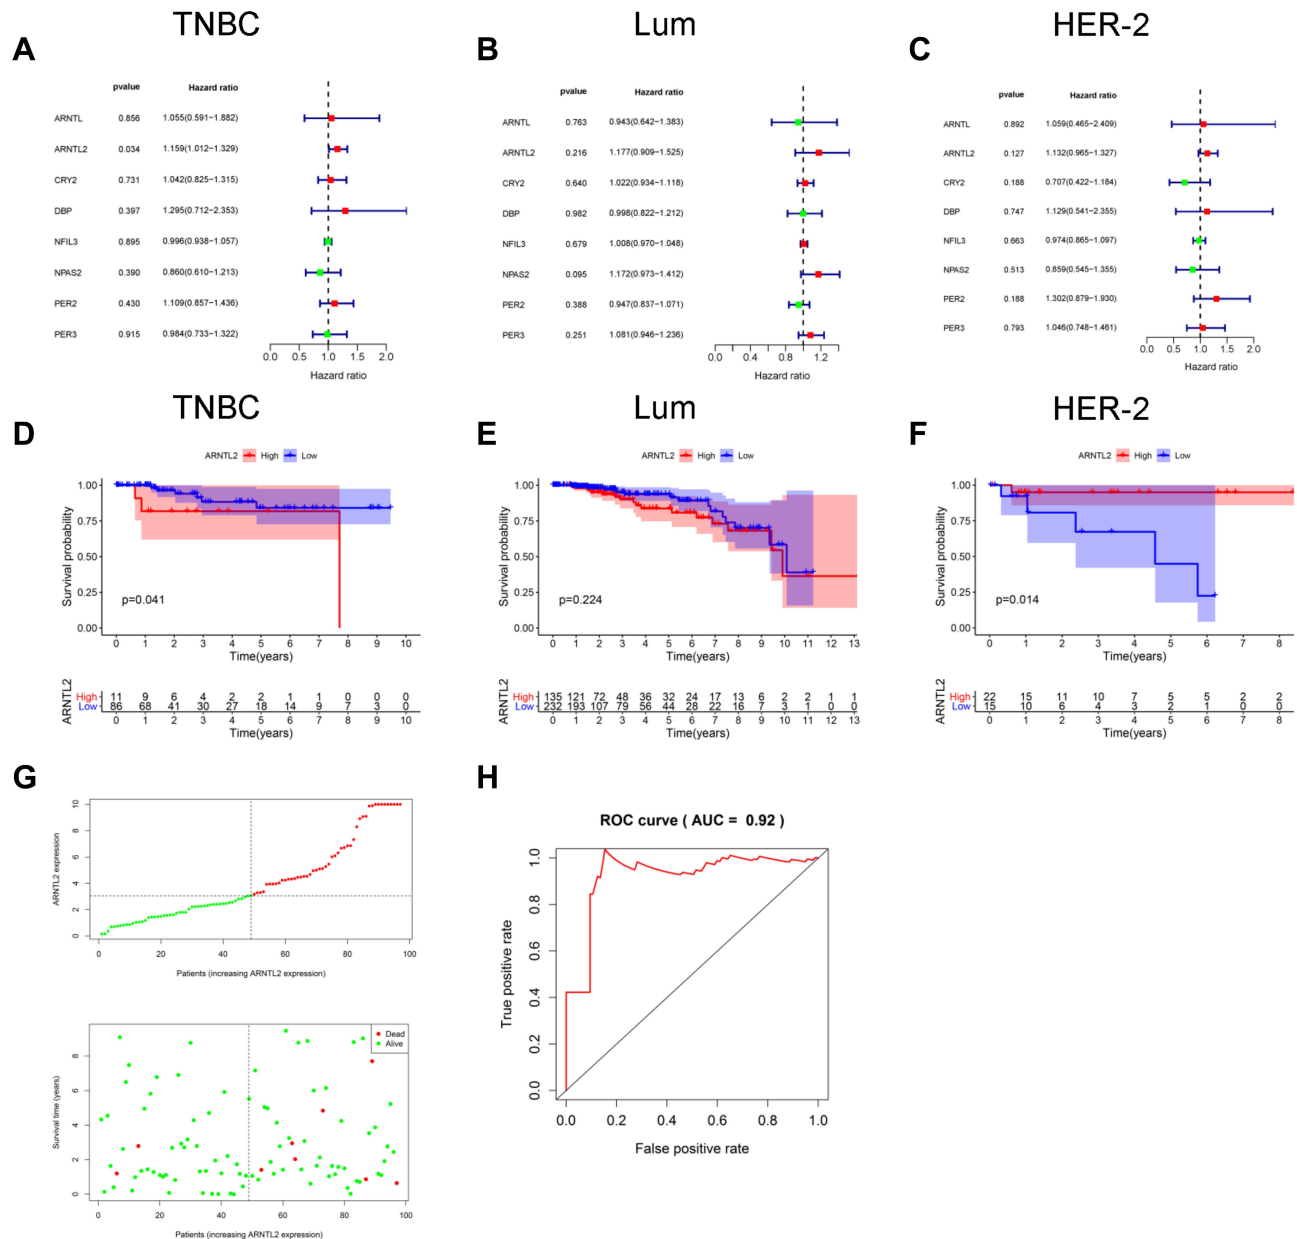 TNBC
Lum
HER-2
A
B
C
pvalue Hazard ratio
ARNTL 0.856 1.055(0.591−1.882)
ARNTL2 0.034 1.159(1.012−1.329)
CRY2 0.731 1.042(0.825−1.315)
DBP 0.397 1.295(0.712−2.353)
NFIL3 0.895 0.996(0.938−1.057)
NPAS2 0.390 0.860(0.610−1.213)
PER2 0.430 1.109(0.857−1.436)
PER3 0.915 0.984(0.733−1.322)
0.0 0.5 1.0 1.5 2.0
Hazard ratio
pvalue Hazard ratio
ARNTL 0.763 0.943(0.642−1.383)
ARNTL2 0.216 1.177(0.909−1.525)
CRY2 0.640 1.022(0.934−1.118)
DBP 0.982 0.998(0.822−1.212)
NFIL3 0.679 1.008(0.970−1.048)
NPAS2 0.095 1.172(0.973−1.412)
PER2 0.388 0.947(0.837−1.071)
PER3 0.251 1.081(0.946−1.236)
0.0 0.4 0.8 1.2
Hazard ratio
pvalue Hazard ratio
ARNTL 0.892 1.059(0.465−2.409)
ARNTL2 0.127 1.132(0.965−1.327)
CRY2 0.188 0.707(0.422−1.184)
DBP 0.747 1.129(0.541−2.355)
NFIL3 0.663 0.974(0.865−1.097)
NPAS2 0.513 0.859(0.545−1.355)
PER2 0.188 1.302(0.879−1.930)
PER3 0.793 1.046(0.748−1.461)
0.0 0.5 1.0 1.5 2.0
Hazard ratio
TNBC
Lum
HER-2
D
E
F
ARNTL2 High Low
Survival probability
1.00
0.75
0.50
0.25
0.00
p=0.041
0 1 2 3 4 5 6 7 8 9 10
Time(years)
ARNTL2
High 11 9 6 4 2 2 1 1 0 0 0
Low 86 68 41 30 27 18 14 9 7 3 0
0 1 2 3 4 5 6 7 8 9 10
Time(years)
ARNTL2 High Low
Survival probability
1.00
0.75
0.50
0.25
0.00
p=0.224
0 1 2 3 4 5 6 7 8 9 10 11 12 13
Time(years)
ARNTL2
High 135 121 72 48 36 32 24 17 13 6 2 2 1 1
Low 232 193 107 79 56 44 28 22 16 7 3 1 0 0
0 1 2 3 4 5 6 7 8 9 10 11 12 13
Time(years)
ARNTL2 High Low
Survival probability
1.00
0.75
0.50
0.25
0.00
p=0.014
0 1 2 3 4 5 6 7 8
Time(years)
ARNTL2
High 22 15 11 10 7 5 5 2 2
Low 15 10 6 4 3 2 1 0 0
0 1 2 3 4 5 6 7 8
Time(years)
G
ARNTL2 expression
10
8
6
4
2
0
0 20 40 60 80 100
Patients (increasing ARNTL2 expression)
Dead
Alive
Survival time (years)
8
6
4
2
0
0 20 40 60 80 100
Patients (increasing ARNTL2 expression)
H
ROC curve ( AUC = 0.92 )
True positive rate
1.0
0.8
0.6
0.4
0.2
0.0
0.0 0.2 0.4 0.6 0.8 1.0
False positive rate